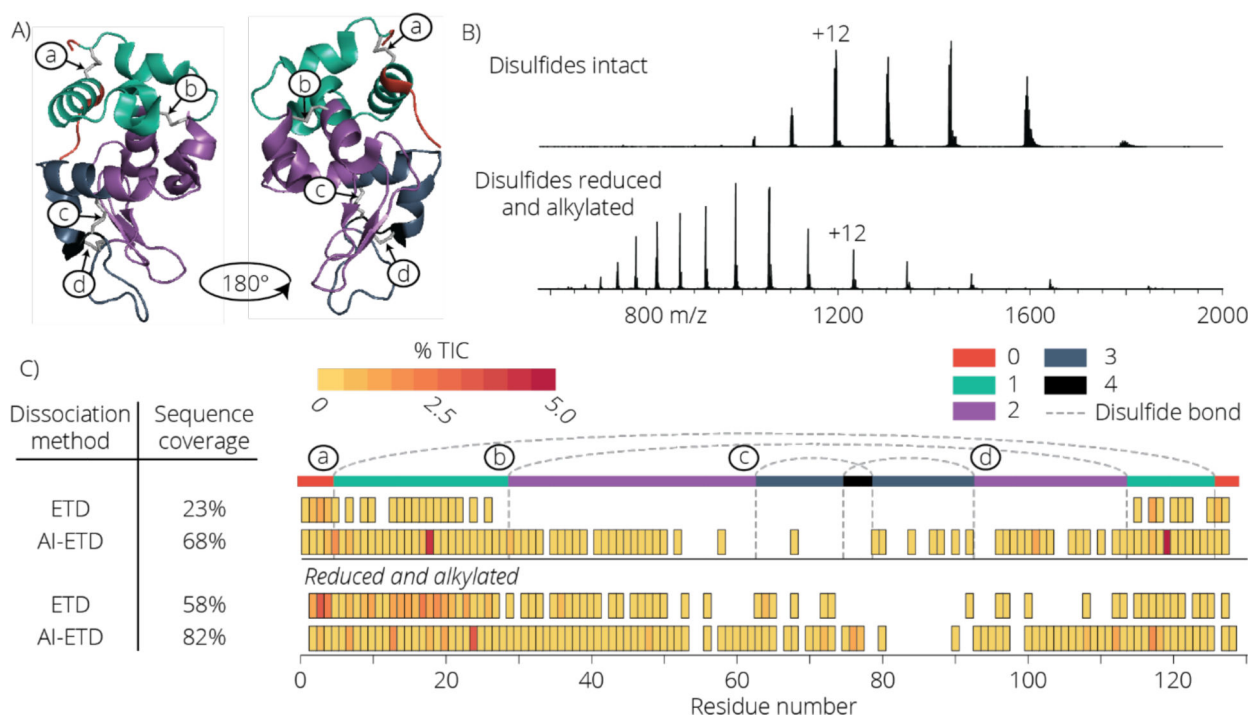 A)
a
b
c
d
180°
a
b
c
d
B)
Disulfides intact
+12
Disulfides reduced
and alkylated
+12
800 m/z
1200
1600
2000
C)
% TIC
0
2.5
5.0
0
3
1
4
2
Disulfide bond
Dissociation
method
Sequence
coverage
a
b
c
d
ETD
23%
AI-ETD
68%
Reduced and alkylated
ETD
58%
AI-ETD
82%
0
20
40
60
80
100
120
Residue number